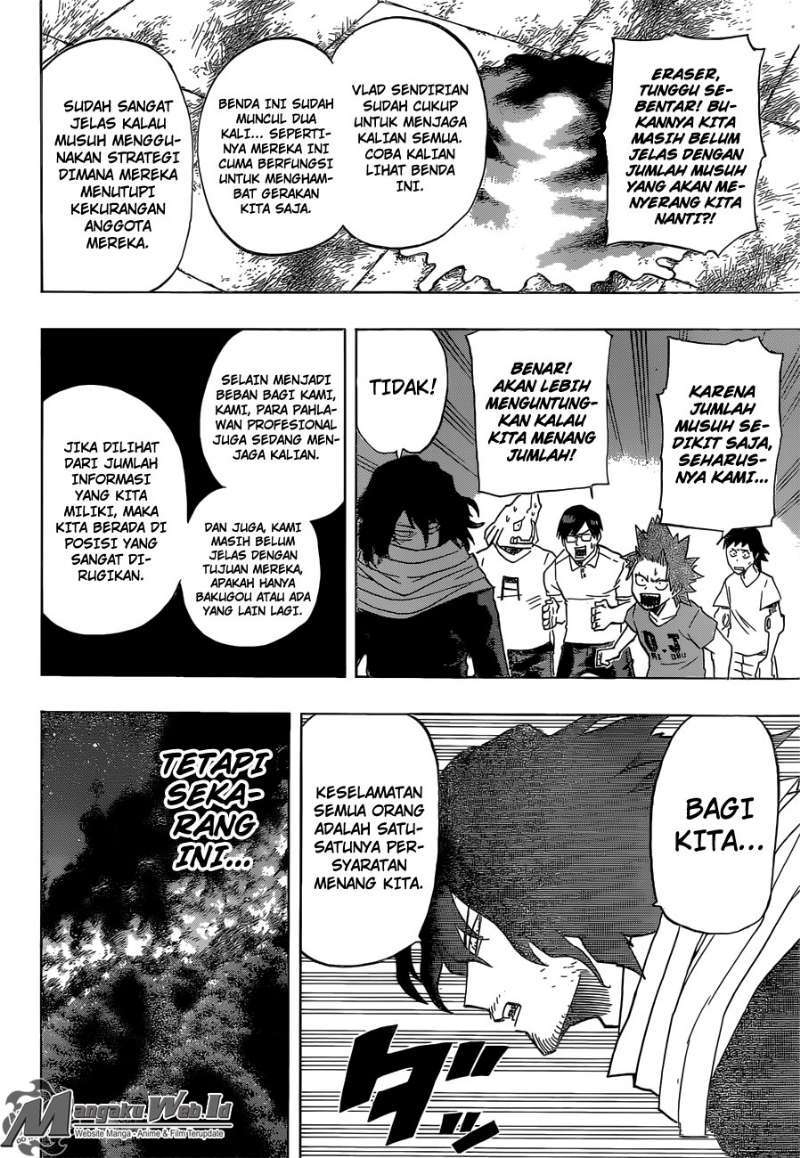 ERASER,
TUNGGU SE-
BENTAR! BU-
KANNYA KITA
MASIH BELUM
JELAS DENGAN
JUMLAH MUSUH
YANG AKAN ME-
NYERANG KITA
NANTI?!
VLAD SENDIRIAN
SUDAH CUKUP
UNTUK MENJAGA
KALIAN SEMUA.
COBA KALIAN
LIHAT BENDA
INI.
BENDA INI SUDAH
MUNCUL DUA
KALI... SEPERTI-
NYA MEREKA INI
CUMA BERFUNGSI
UNTUK MENGHAM-
BAT GERAKAN
KITA SAJA.
SUDAH SANGAT
JELAS KALAU
MUSUH MENGGU-
NAKAN STRATEGI
DIMANA MEREKA
MENUTUPI
KEKURANGAN
ANGGOTA
MEREKA.
KARENA
JUMLAH
MUSUH SE-
DIKIT SAJA,
SEHARUS-
NYA KAMI...
BENAR!
AKAN LEBIH
MENGUNTUNG-
KAN KALAU
KITA MENANG
JUMLAH!
TIDAK!
O.J
SELAIN MENJADI
BEBAN BAGI KAMI,
KAMI, PARA PAHLA-
WAN PROFESIONAL
JUGA SEDANG MEN-
JAGA KALIAN.
DAN JUGA, KAMI
MASIH BELUM
JELAS DENGAN
TUJUAN MEREKA,
APAKAH HANYA
BAKUGOU ATAU ADA
YANG LAIN LAGI.
JIKA DILIHAT
DARI JUMLAH
INFORMASI
YANG KITA
MILIKI, MAKA
KITA BERADA DI
POSISI YANG
SANGAT DI-
RUGIKAN.
BAGI
KITA...
KESELAMATAN
SEMUA ORANG
ADALAH SATU-
SATUNYA PER-
SYARATAN
MENANG KITA.
ダッ
TETAPI
SEKA-
RANG
INI...
Mangaku Web.Id
Website Manga - Anime & Film Terupdate